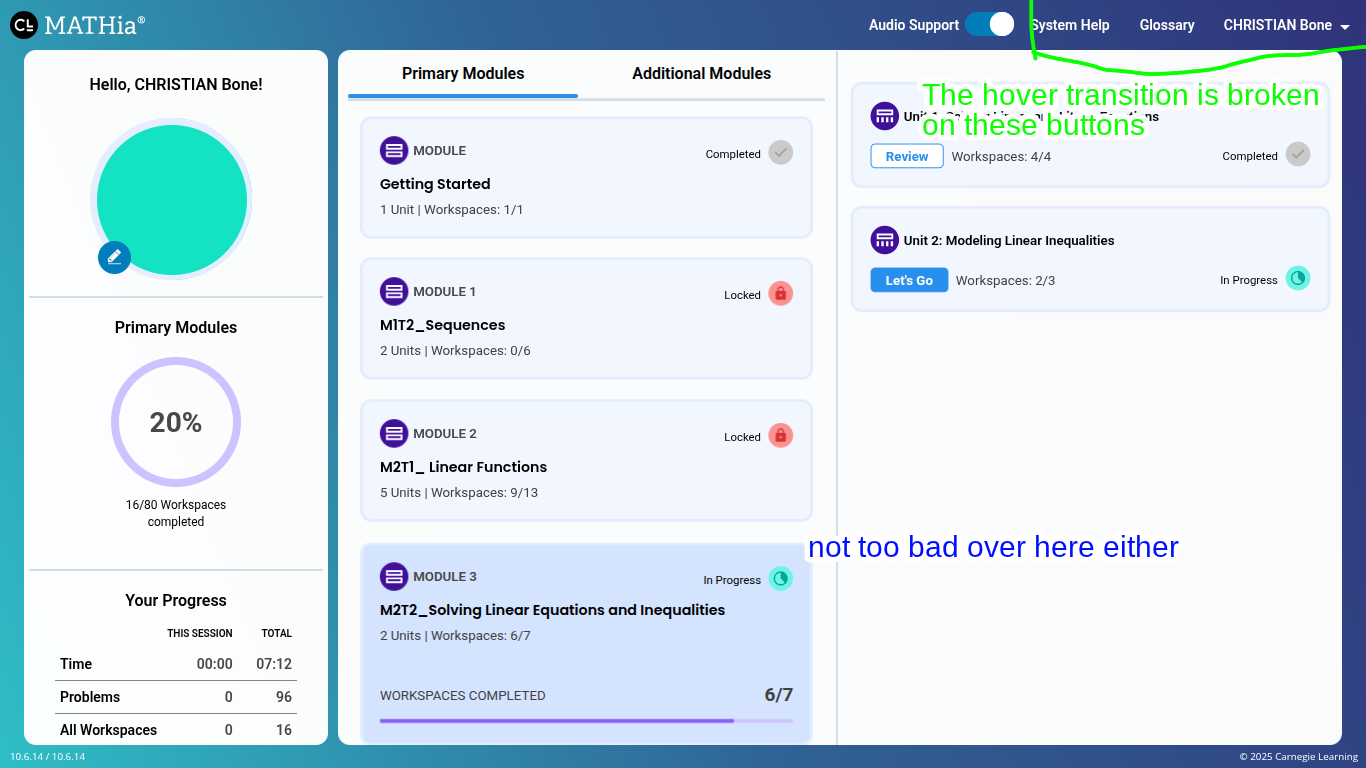 CL MATHia®
Audio Support
System Help
Glossary
CHRISTIAN Bone
Hello, CHRISTIAN Bone!
Primary Modules
20%
16/80 Workspaces
completed
Your Progress
THIS SESSION TOTAL
Time 00:00 07:12
Problems 0 96
All Workspaces 0 16
Primary Modules
Additional Modules
MODULE
Completed
Getting Started
1 Unit | Workspaces: 1/1
MODULE 1
Locked
M1T2_Sequences
2 Units | Workspaces: 0/6
MODULE 2
Locked
M2T1_ Linear Functions
5 Units | Workspaces: 9/13
MODULE 3
In Progress
M2T2_Solving Linear Equations and Inequalities
2 Units | Workspaces: 6/7
WORKSPACES COMPLETED 6/7
The hover transition is broken
on these buttons
Review
Workspaces: 4/4
Completed
Unit 2: Modeling Linear Inequalities
Let's Go
Workspaces: 2/3
In Progress
not too bad over here either
10.6.14 / 10.6.14
© 2025 Carnegie Learning